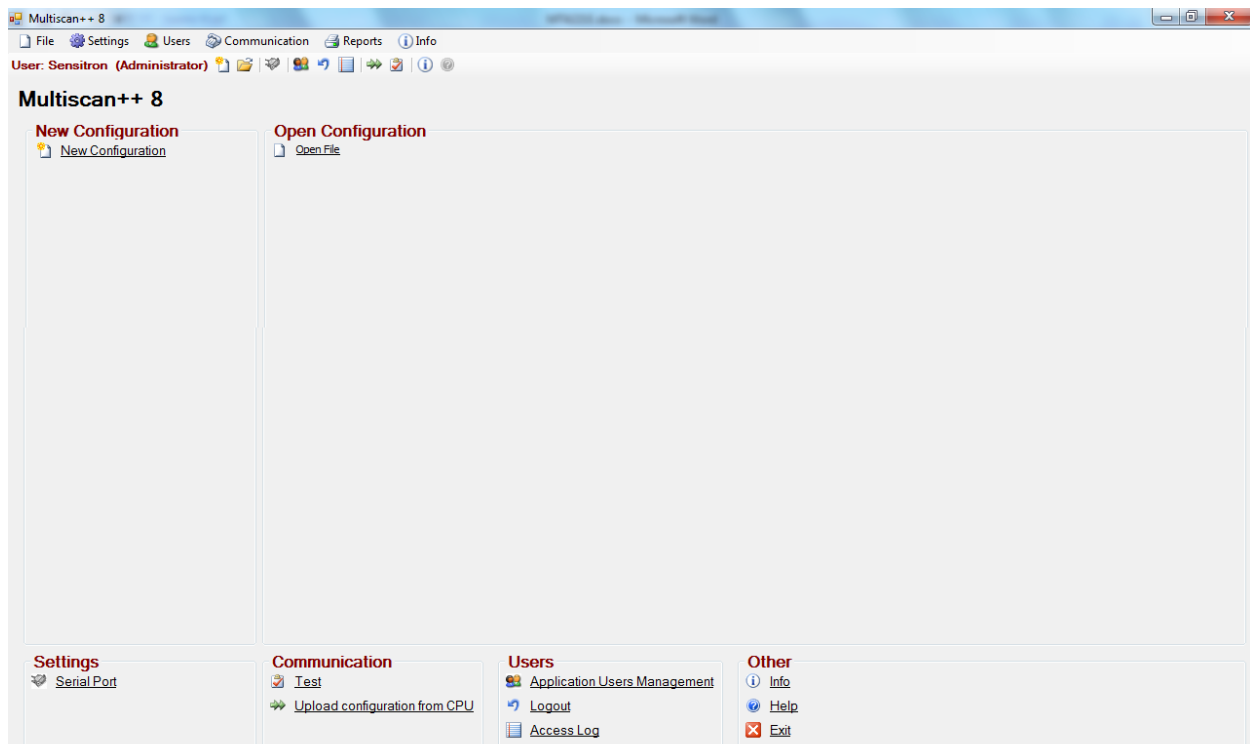 Multiscan++ 8
File Settings Users Communication Reports Info
User: Sensitron (Administrator)
Multiscan++ 8
New Configuration
New Configuration
Open Configuration
Open File
Settings
Serial Port
Communication
Test
Upload configuration from CPU
Users
Application Users Management
Logout
Access Log
Other
Info
Help
Exit